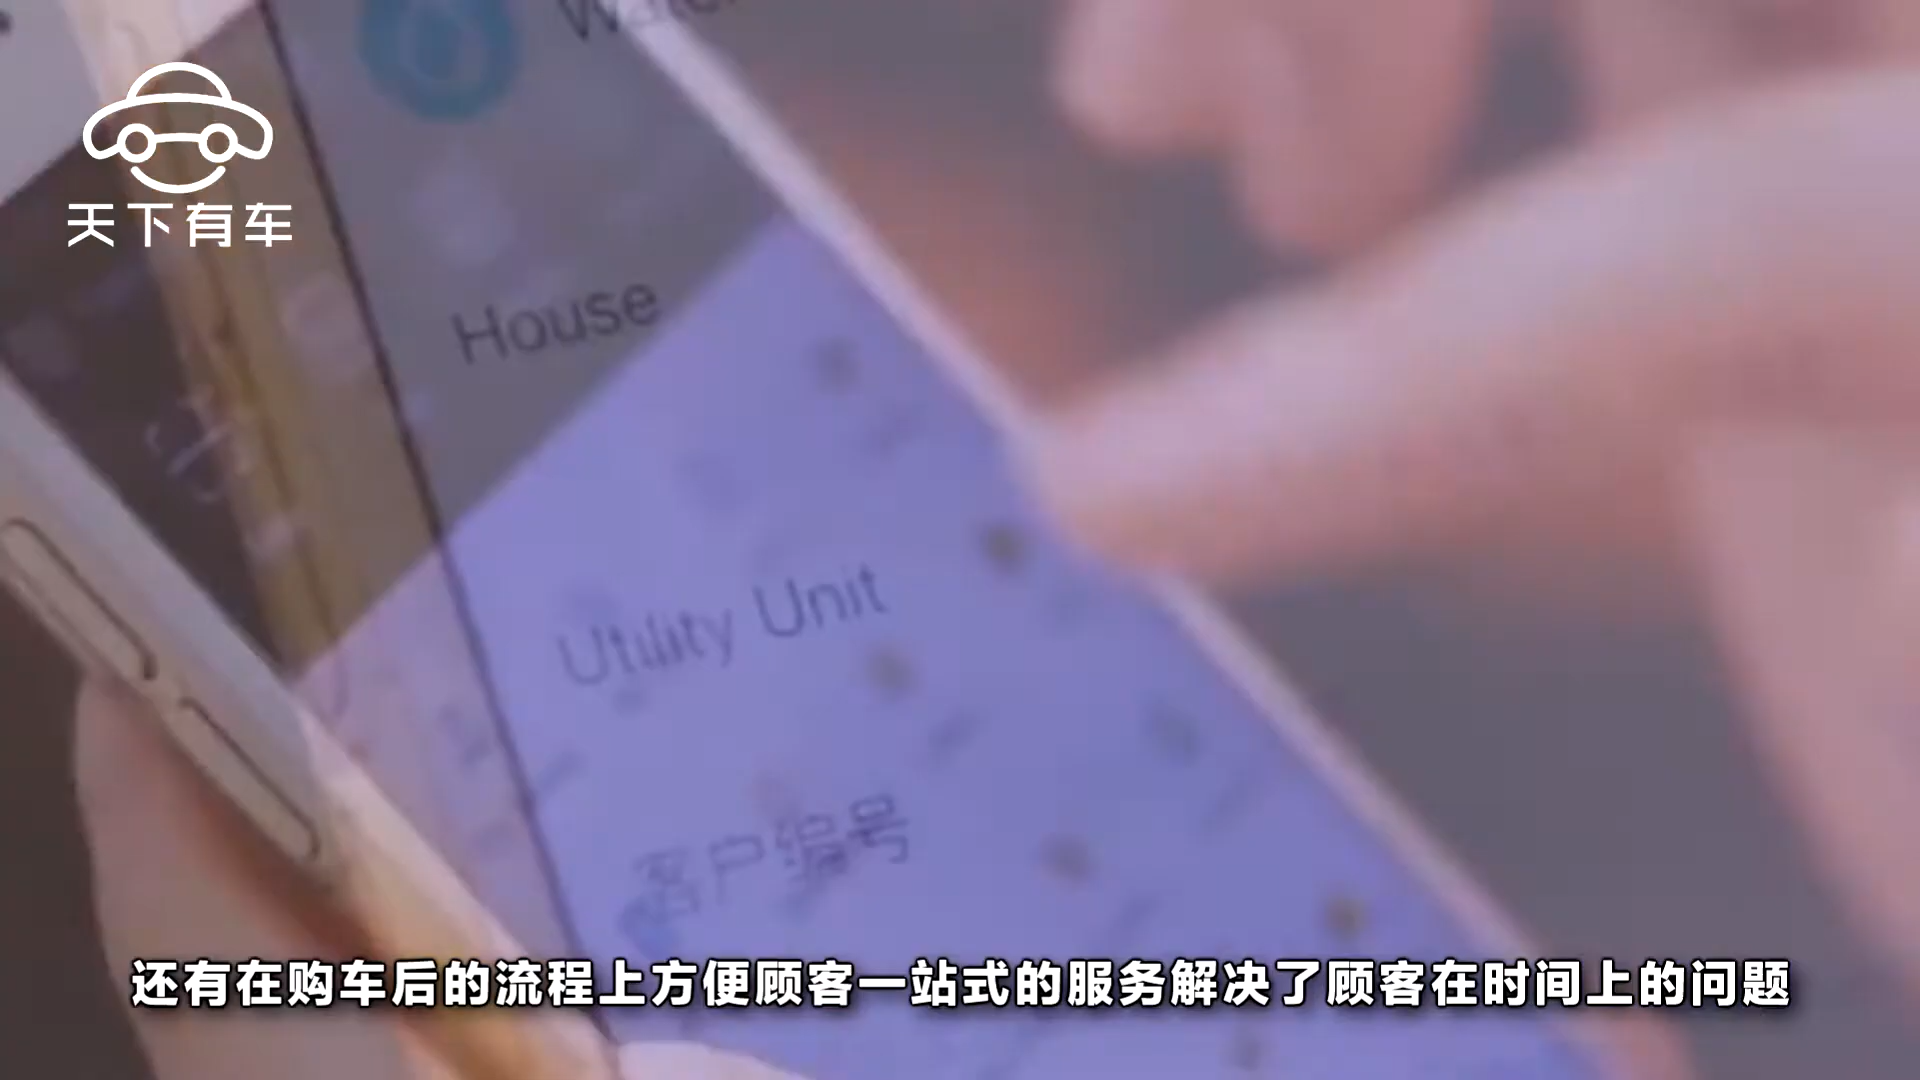 天下有车
House
Utility Unit
客户编号
还有在购车后的流程上方便顾客一站式的服务解决了顾客在时间上的问题